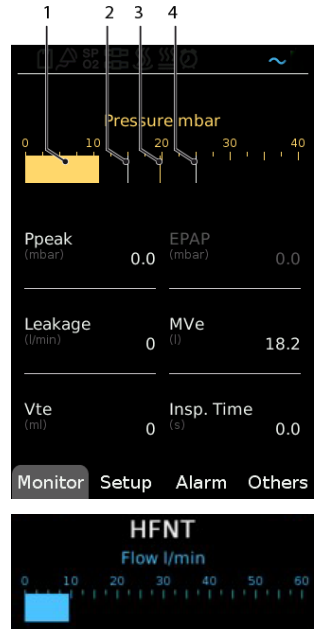 1 2 3 4
SP
O2
Pressure mbar
0 10 20 30 40
Ppeak
(mbar)
0.0
EPAP
(mbar)
0.0
Leakage
(l/min)
0
MVe
(l)
18.2
Vte
(ml)
0
Insp. Time
(s)
0.0
Monitor Setup Alarm Others
HFNT
Flow l/min
0 10 20 30 40 50 60